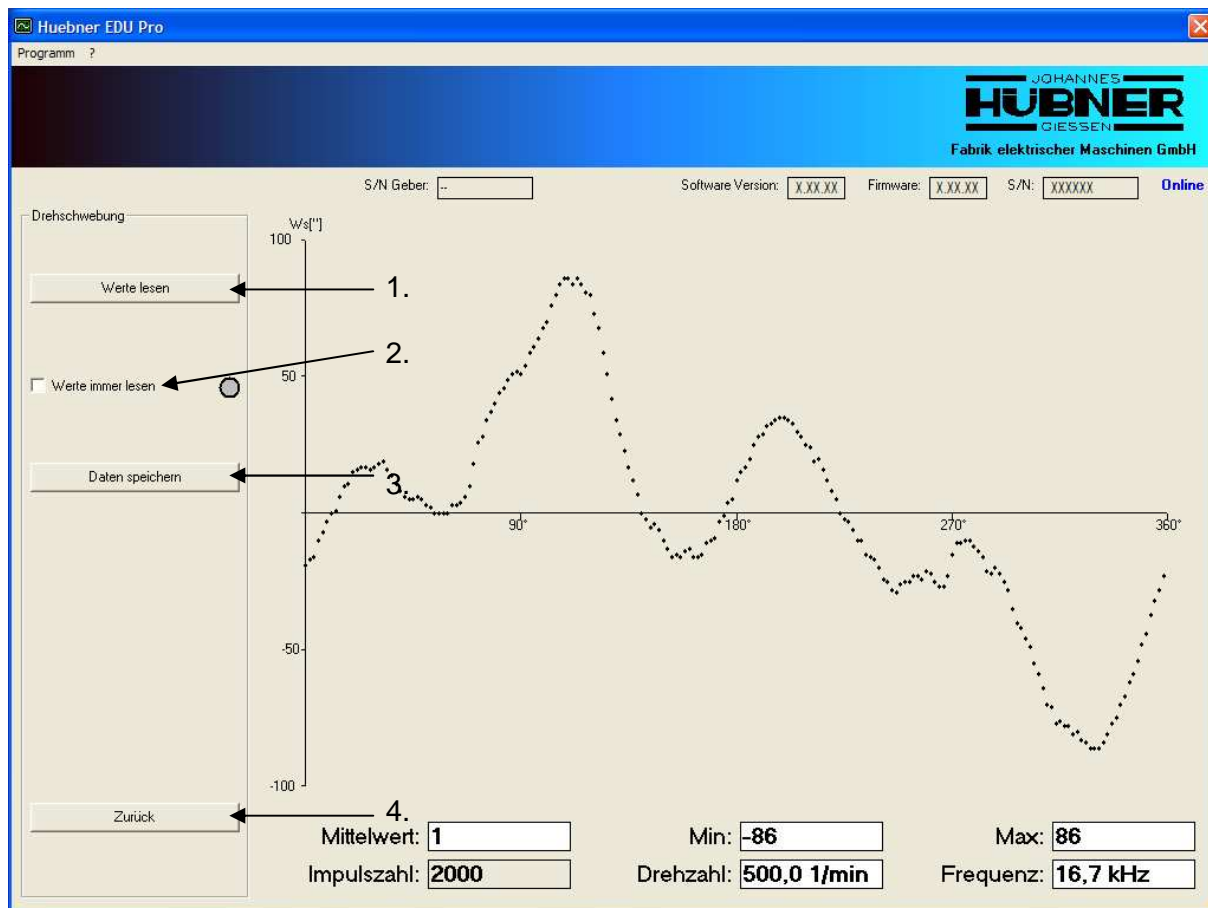 Huebner EDU Pro
Programm ?
JOHANNES
HÜBNER
GIESSEN
Fabrik elektrischer Maschinen GmbH
S/N Geber: -- Software Version: X.XX.XX Firmware: X.XX.XX S/N: XXXXXX Online
Drehschwebung
Ws["]
100
Werte lesen 1.
2.
50
Werte immer lesen
Daten speichern 3.
90° 180° 270° 360°
-50
-100
Zurück 4.
Mittelwert: 1 Min: -86 Max: 86
Impulszahl: 2000 Drehzahl: 500,0 1/min Frequenz: 16,7 kHz